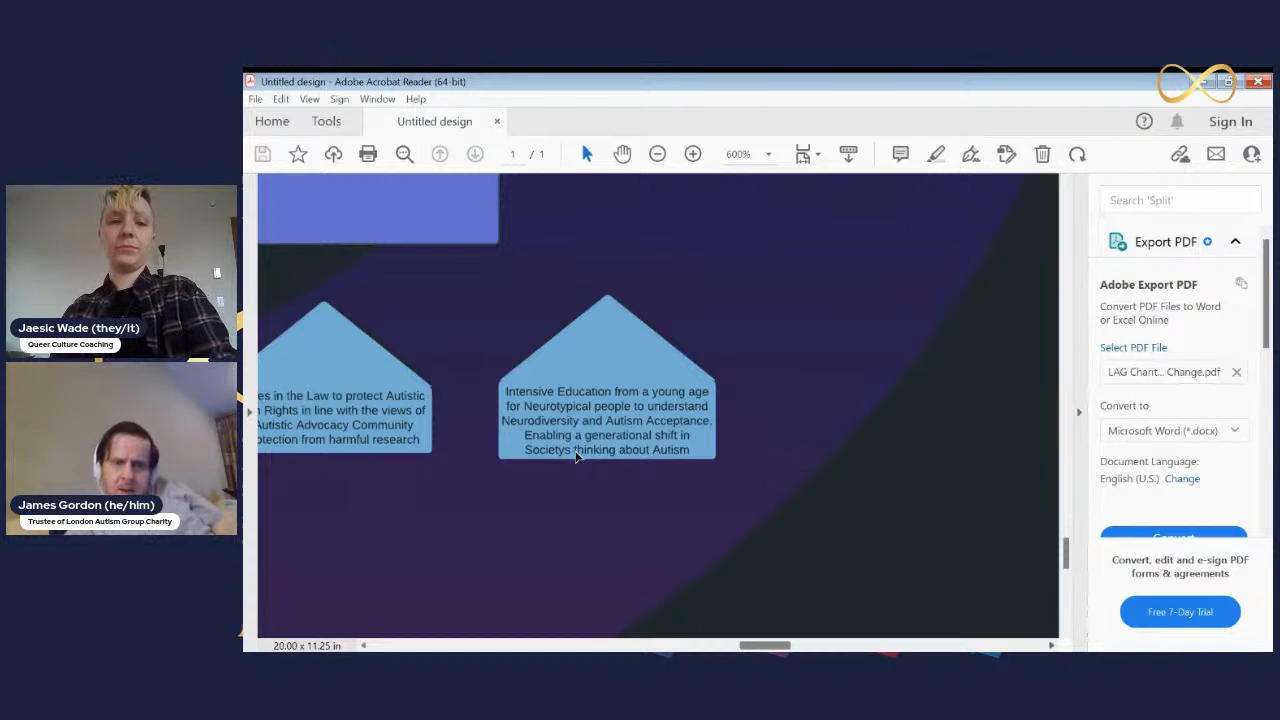 Untitled design - Adobe Acrobat Reader (64-bit)
File Edit View Sign Window Help
Home Tools Untitled design × Sign In
1 / 1 600%
Search 'Split'
Export PDF
Adobe Export PDF
Convert PDF Files to Word
or Excel Online
Select PDF File
LAG Charit... Change.pdf
Convert to
Microsoft Word (*.docx)
Document Language:
English (U.S.) Change
Convert
Convert, edit and e-sign PDF
forms & agreements
Free 7-Day Trial
es in the Law to protect Autistic
Rights in line with the views of
Autistic Advocacy Community
otection from harmful research
Intensive Education from a young age
for Neurotypical people to understand
Neurodiversity and Autism Acceptance.
Enabling a generational shift in
Societys thinking about Autism
20.00 x 11.25 in
Jaesic Wade (they/it)
Queer Culture Coaching
James Gordon (he/him)
Trustee of London Autism Group Charity